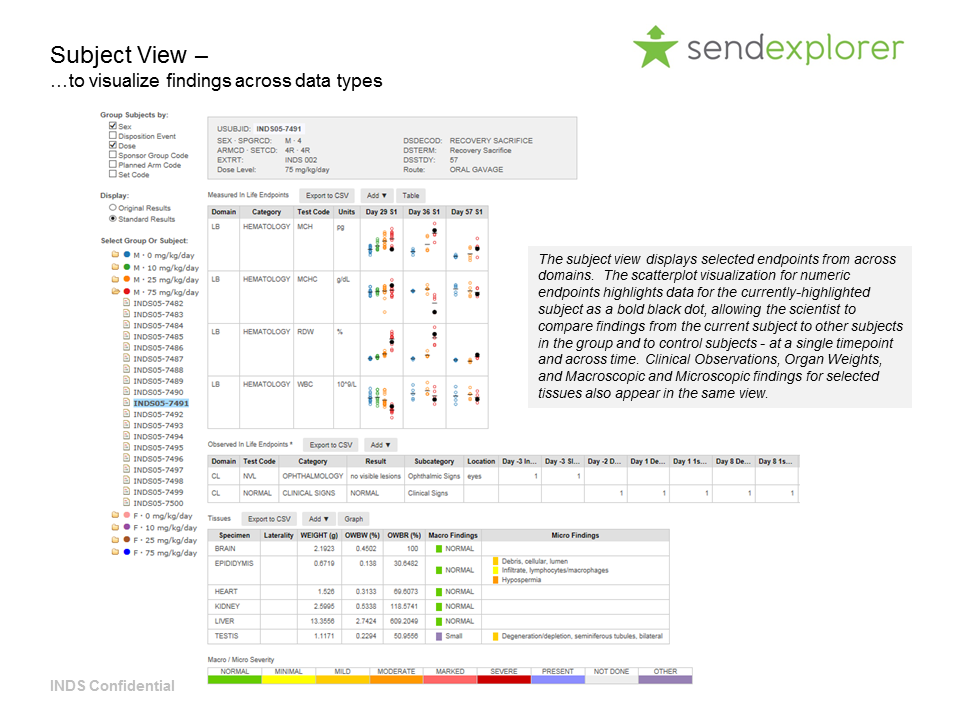 Subject View –
…to visualize findings across data types
sendexplorer
Group Subjects by:
Sex
Disposition Event
Dose
Sponsor Group Code
Planned Arm Code
Set Code
Display:
Original Results
Standard Results
Select Group Or Subject:
M · 0 mg/kg/day
M · 10 mg/kg/day
M · 25 mg/kg/day
M · 75 mg/kg/day
INDS05-7482
INDS05-7483
INDS05-7484
INDS05-7485
INDS05-7486
INDS05-7487
INDS05-7488
INDS05-7489
INDS05-7490
INDS05-7491
INDS05-7492
INDS05-7493
INDS05-7494
INDS05-7495
INDS05-7496
INDS05-7497
INDS05-7498
INDS05-7499
INDS05-7500
F · 0 mg/kg/day
F · 10 mg/kg/day
F · 25 mg/kg/day
F · 75 mg/kg/day
USUBJID: INDS05-7491
SEX · SPGRCD: M · 4 DSDECOD: RECOVERY SACRIFICE
ARMCD · SETCD: 4R · 4R DSTERM: Recovery Sacrifice
EXTRT: INDS 002 DSSTDY: 57
Dose Level: 75 mg/kg/day Route: ORAL GAVAGE
Measured In Life Endpoints Export to CSV Add ▼ Table
Domain Category Test Code Units Day 29 S1 Day 36 S1 Day 57 S1
LB HEMATOLOGY MCH pg
LB HEMATOLOGY MCHC g/dL
LB HEMATOLOGY RDW %
LB HEMATOLOGY WBC 10^9/L
The subject view displays selected endpoints from across
domains. The scatterplot visualization for numeric
endpoints highlights data for the currently-highlighted
subject as a bold black dot, allowing the scientist to
compare findings from the current subject to other subjects
in the group and to control subjects - at a single timepoint
and across time. Clinical Observations, Organ Weights,
and Macroscopic and Microscopic findings for selected
tissues also appear in the same view.
Observed In Life Endpoints * Export to CSV Add ▼
Domain Test Code Category Result Subcategory Location Day -3 In... Day -3 Sl... Day -2 D... Day 1 De... Day 1 1s... Day 8 De... Day 8 1s...
CL NVL OPHTHALMOLOGY no visible lesions Ophthalmic Signs eyes 1 1
CL NORMAL CLINICAL SIGNS NORMAL Clinical Signs 1 1 1 1 1
Tissues Export to CSV Add ▼ Graph
Specimen Laterality WEIGHT (g) OWBW (%) OWBR (%) Macro Findings Micro Findings
BRAIN 2.1923 0.4502 100 NORMAL
EPIDIDYMIS 0.6719 0.138 30.6482 NORMAL Debris, cellular, lumen
Infiltrate, lymphocytes/macrophages
Hypospermia
HEART 1.526 0.3133 69.6073 NORMAL
KIDNEY 2.5995 0.5338 118.5741 NORMAL
LIVER 13.3556 2.7424 609.2049 NORMAL
TESTIS 1.1171 0.2294 50.9556 Small Degeneration/depletion, seminiferous tubules, bilateral
Macro / Micro Severity
NORMAL MINIMAL MILD MODERATE MARKED SEVERE PRESENT NOT DONE OTHER
INDS Confidential